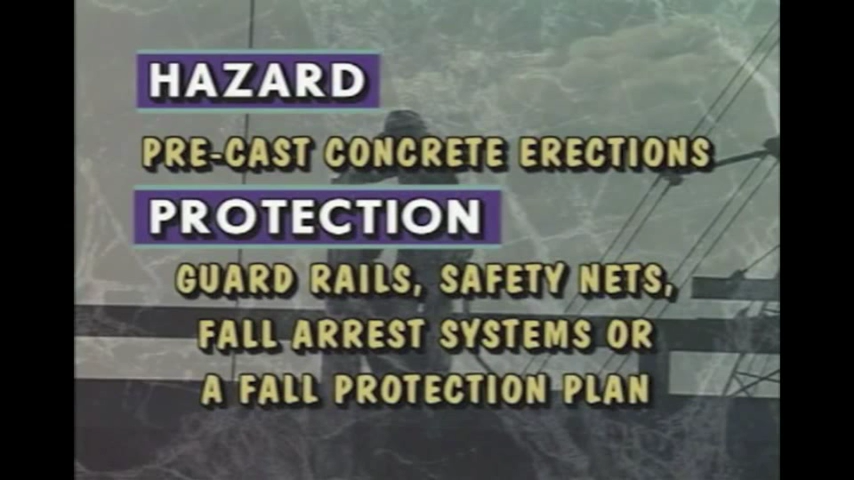 HAZARD
PRE-CAST CONCRETE ERECTIONS
PROTECTION
GUARD RAILS, SAFETY NETS,
FALL ARREST SYSTEMS OR
A FALL PROTECTION PLAN